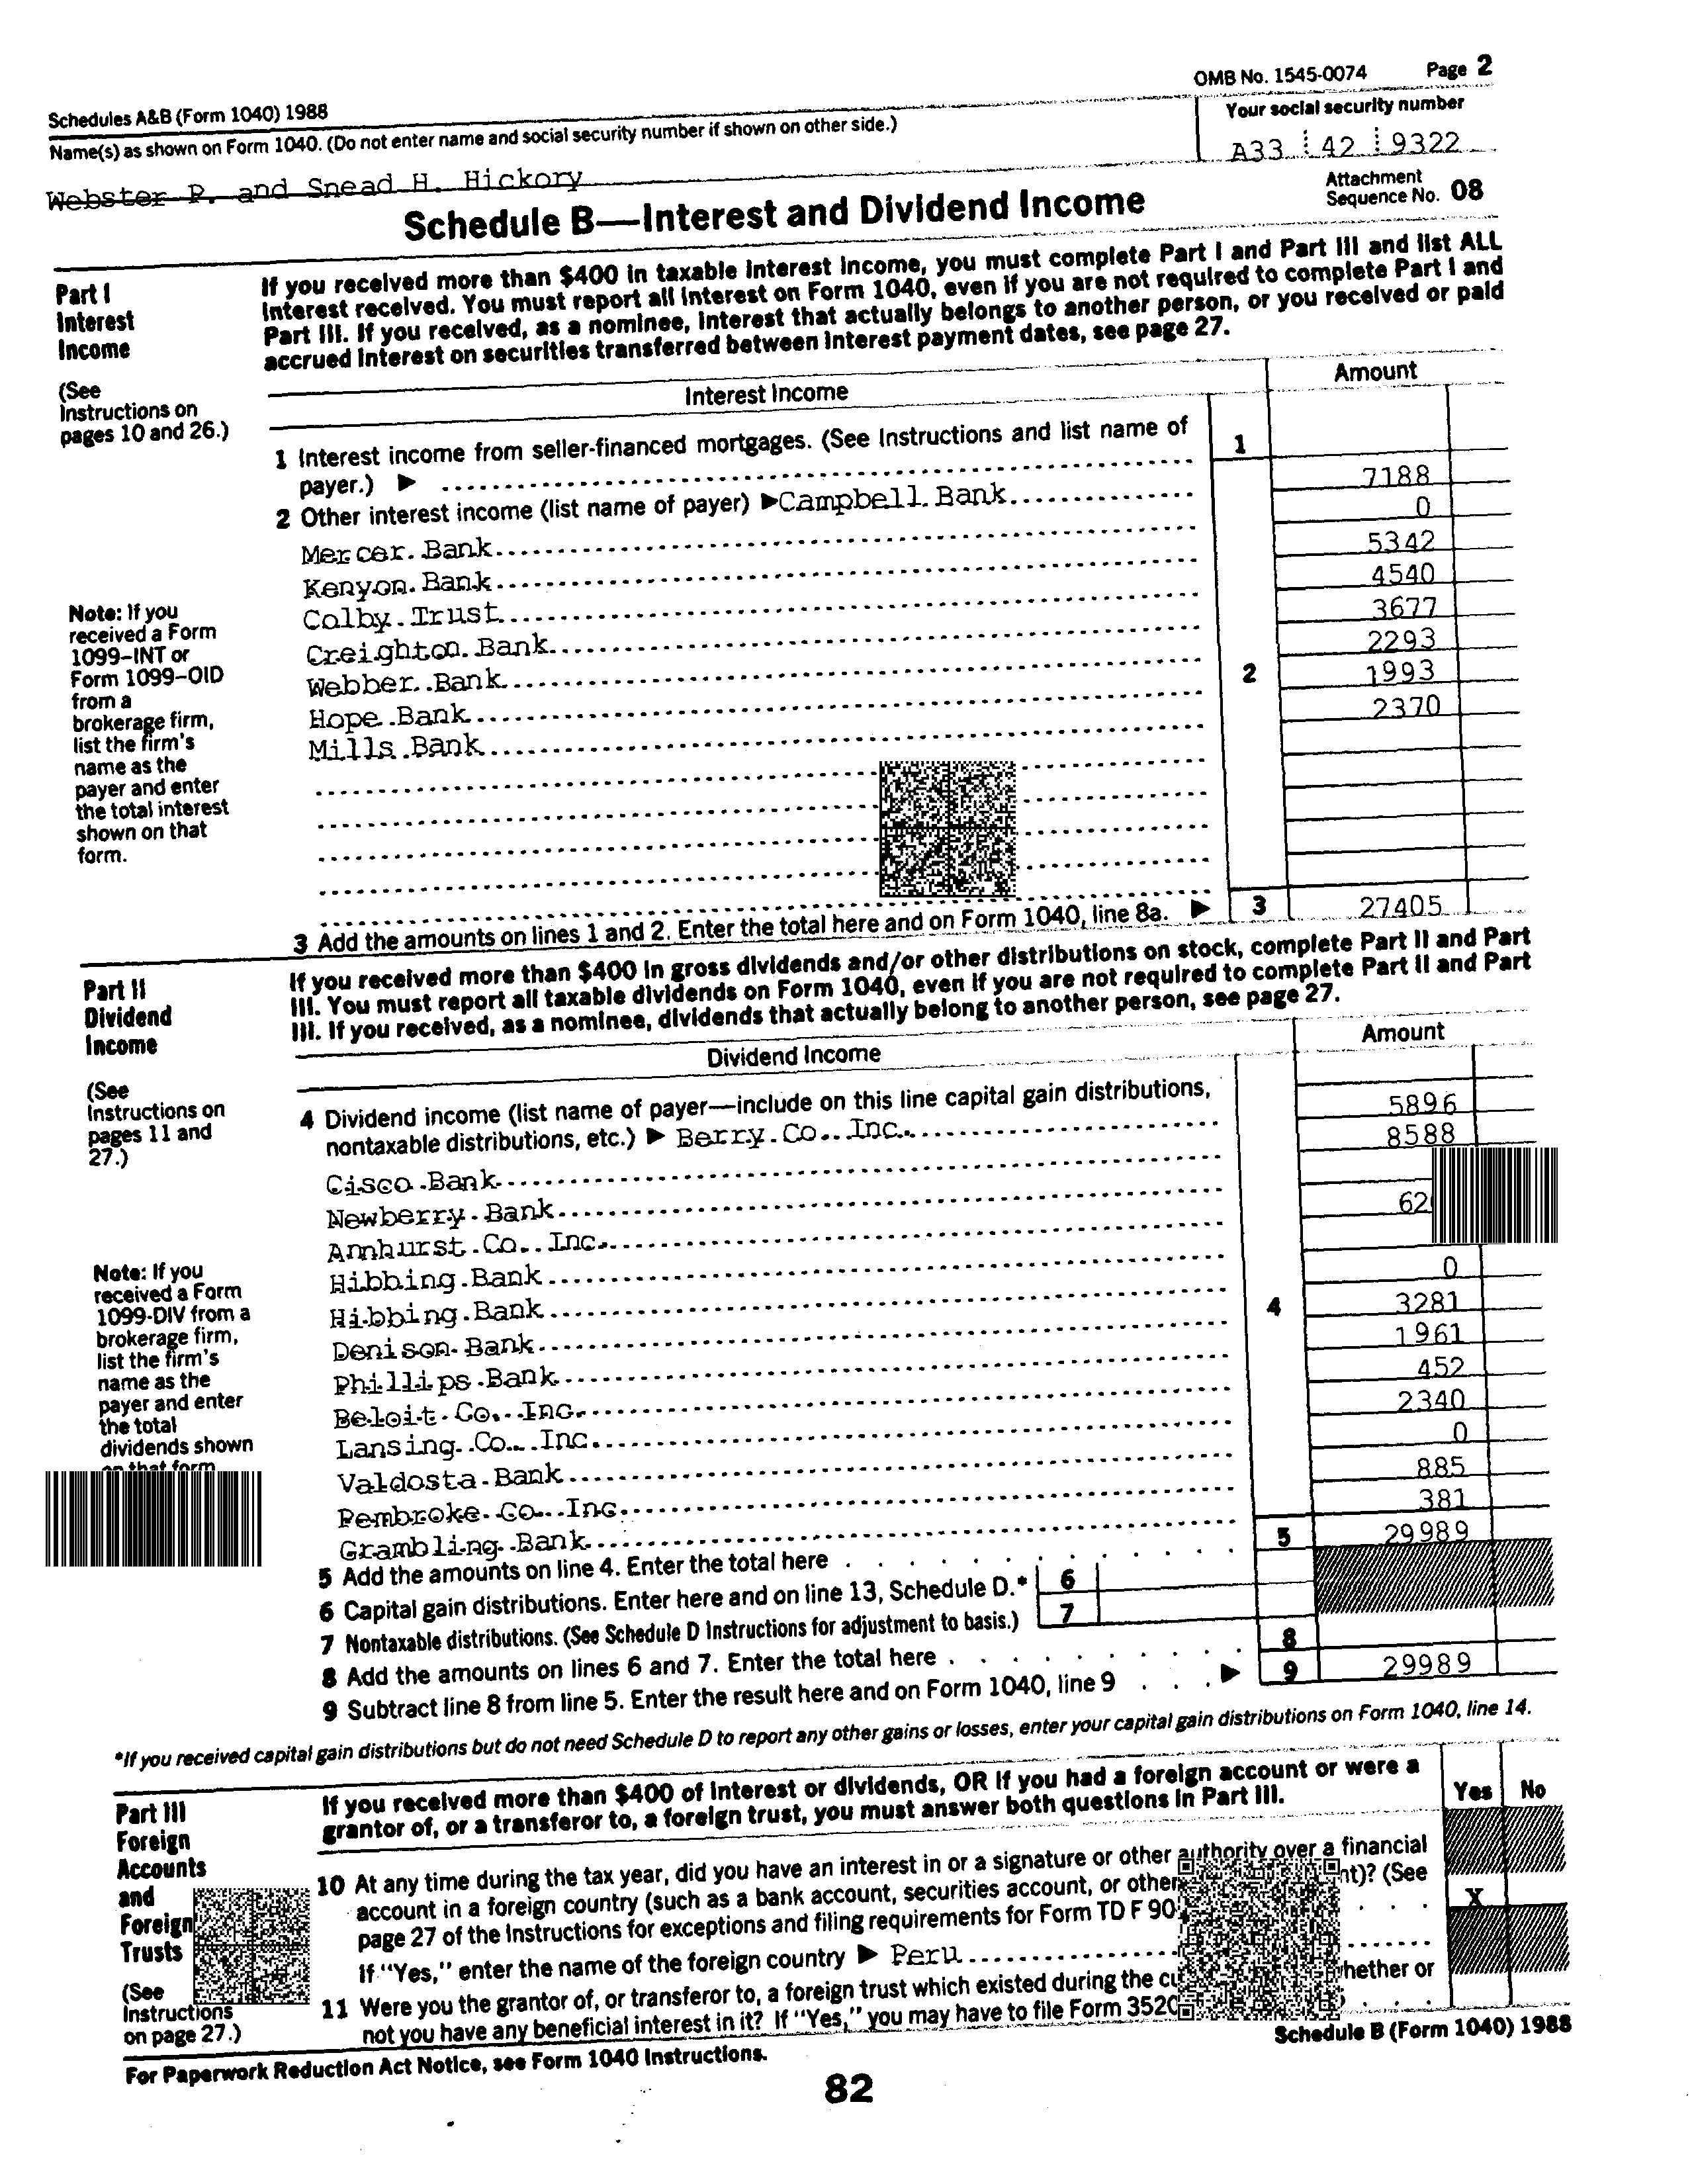 Schedules A&B (Form 1040) 1988
OMB No. 1545-0074 Page 2
Name(s) as shown on Form 1040. (Do not enter name and social security number if shown on other side.)
Your social security number
Webster P. and Snead H. Hickory
A33 42 9322
Schedule B—Interest and Dividend Income
Attachment
Sequence No. 08
Part I
Interest
Income
(See
Instructions on
pages 10 and 26.)
If you received more than $400 in taxable interest income, you must complete Part I and Part III and list ALL
interest received. You must report all interest on Form 1040, even if you are not required to complete Part I and
Part III. If you received, as a nominee, interest that actually belongs to another person, or you received or paid
accrued interest on securities transferred between interest payment dates, see page 27.
Interest Income
Amount
1 Interest income from seller-financed mortgages. (See Instructions and list name of
payer.) ▶
1
2 Other interest income (list name of payer) ▶ Campbell Bank 7188
Mercer Bank 0
Kenyon Bank 5342
Colby Trust 4540
Creighton Bank 3677
Webber Bank 2293
Hope Bank 1993
Mills Bank 2370
2
Note: If you
received a Form
1099-INT or
Form 1099-OID
from a
brokerage firm,
list the firm's
name as the
payer and enter
the total interest
shown on that
form.
3 Add the amounts on lines 1 and 2. Enter the total here and on Form 1040, line 8a. ▶ 3 27405
Part II
Dividend
Income
(See
Instructions on
pages 11 and
27.)
If you received more than $400 in gross dividends and/or other distributions on stock, complete Part II and Part
III. You must report all taxable dividends on Form 1040, even if you are not required to complete Part II and Part
III. If you received, as a nominee, dividends that actually belong to another person, see page 27.
Dividend Income
Amount
4 Dividend income (list name of payer—include on this line capital gain distributions,
nontaxable distributions, etc.) ▶ Berry Co. Inc. 5896
Cisco Bank 8588
Newberry Bank
Amhurst Co. Inc. 62
Hibbing Bank
Hibbing Bank 0
Denison Bank 3281
Phillips Bank 1961
Beloit Co. Inc. 452
Lansing Co. Inc. 2340
Valdosta Bank 0
Pembroke Co. Inc. 885
Grambling Bank 381
4
Note: If you
received a Form
1099-DIV from a
brokerage firm,
list the firm's
name as the
payer and enter
the total
dividends shown
on that form
5 Add the amounts on line 4. Enter the total here 5 29989
6 Capital gain distributions. Enter here and on line 13, Schedule D.* 6
7 Nontaxable distributions. (See Schedule D Instructions for adjustment to basis.) 7
8 Add the amounts on lines 6 and 7. Enter the total here 8
9 Subtract line 8 from line 5. Enter the result here and on Form 1040, line 9 ▶ 9 29989
*If you received capital gain distributions but do not need Schedule D to report any other gains or losses, enter your capital gain distributions on Form 1040, line 14.
Part III
Foreign
Accounts
and
Foreign
Trusts
(See
Instructions
on page 27.)
If you received more than $400 of interest or dividends, OR if you had a foreign account or were a
grantor of, or a transferor to, a foreign trust, you must answer both questions in Part III.
Yes No
10 At any time during the tax year, did you have an interest in or a signature or other authority over a financial
account in a foreign country (such as a bank account, securities account, or other nt)? (See
page 27 of the Instructions for exceptions and filing requirements for Form TD F 90 X
If "Yes," enter the name of the foreign country ▶ Peru
11 Were you the grantor of, or transferor to, a foreign trust which existed during the cu hether or
not you have any beneficial interest in it? If "Yes," you may have to file Form 3520
For Paperwork Reduction Act Notice, see Form 1040 Instructions.
Schedule B (Form 1040) 1988
82